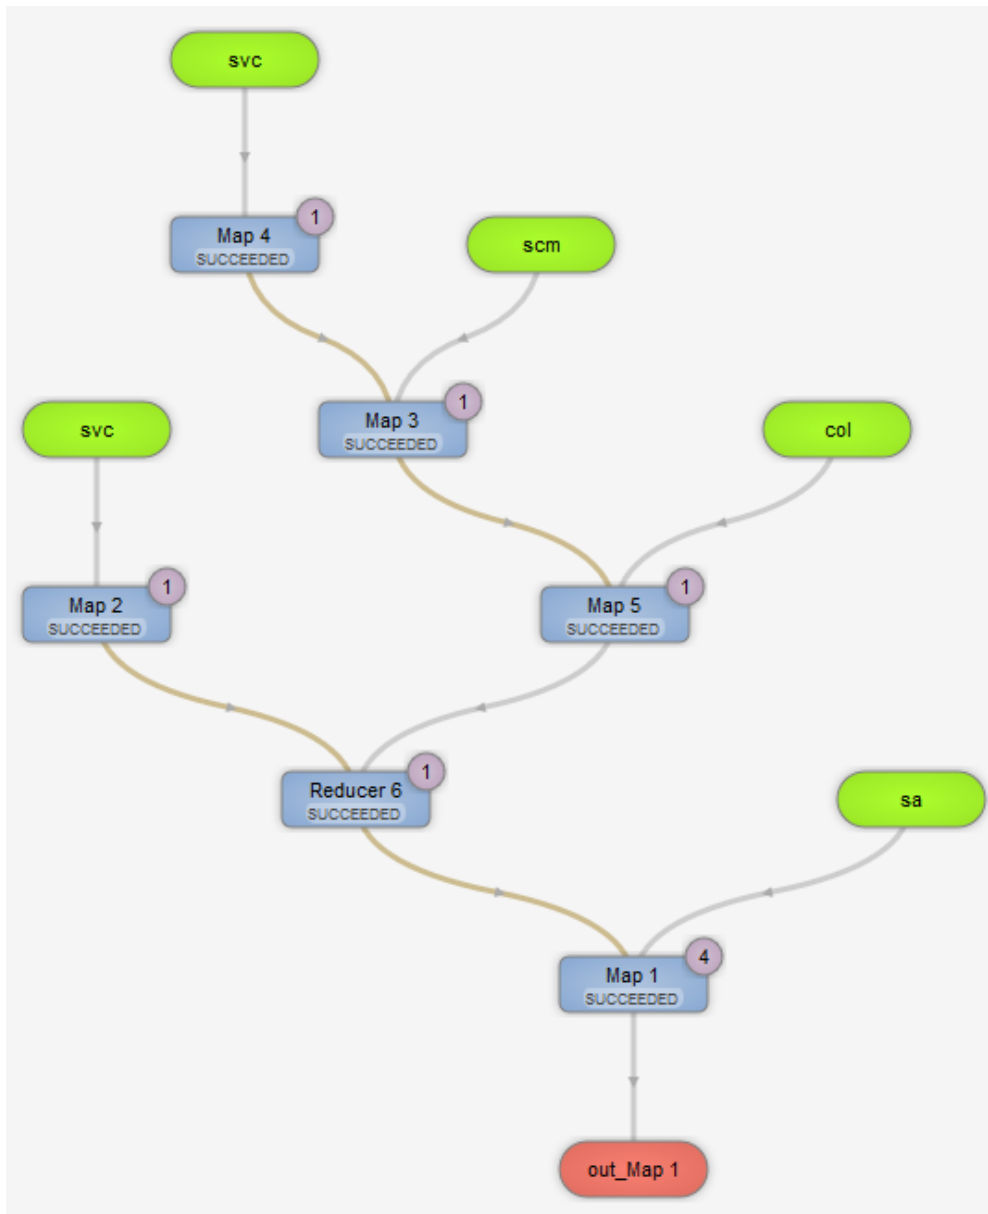 svc
1
Map 4
SUCCEEDED
scm
1
Map 3
SUCCEEDED
svc
col
1
Map 2
SUCCEEDED
1
Map 5
SUCCEEDED
1
Reducer 6
SUCCEEDED
sa
4
Map 1
SUCCEEDED
out_Map 1